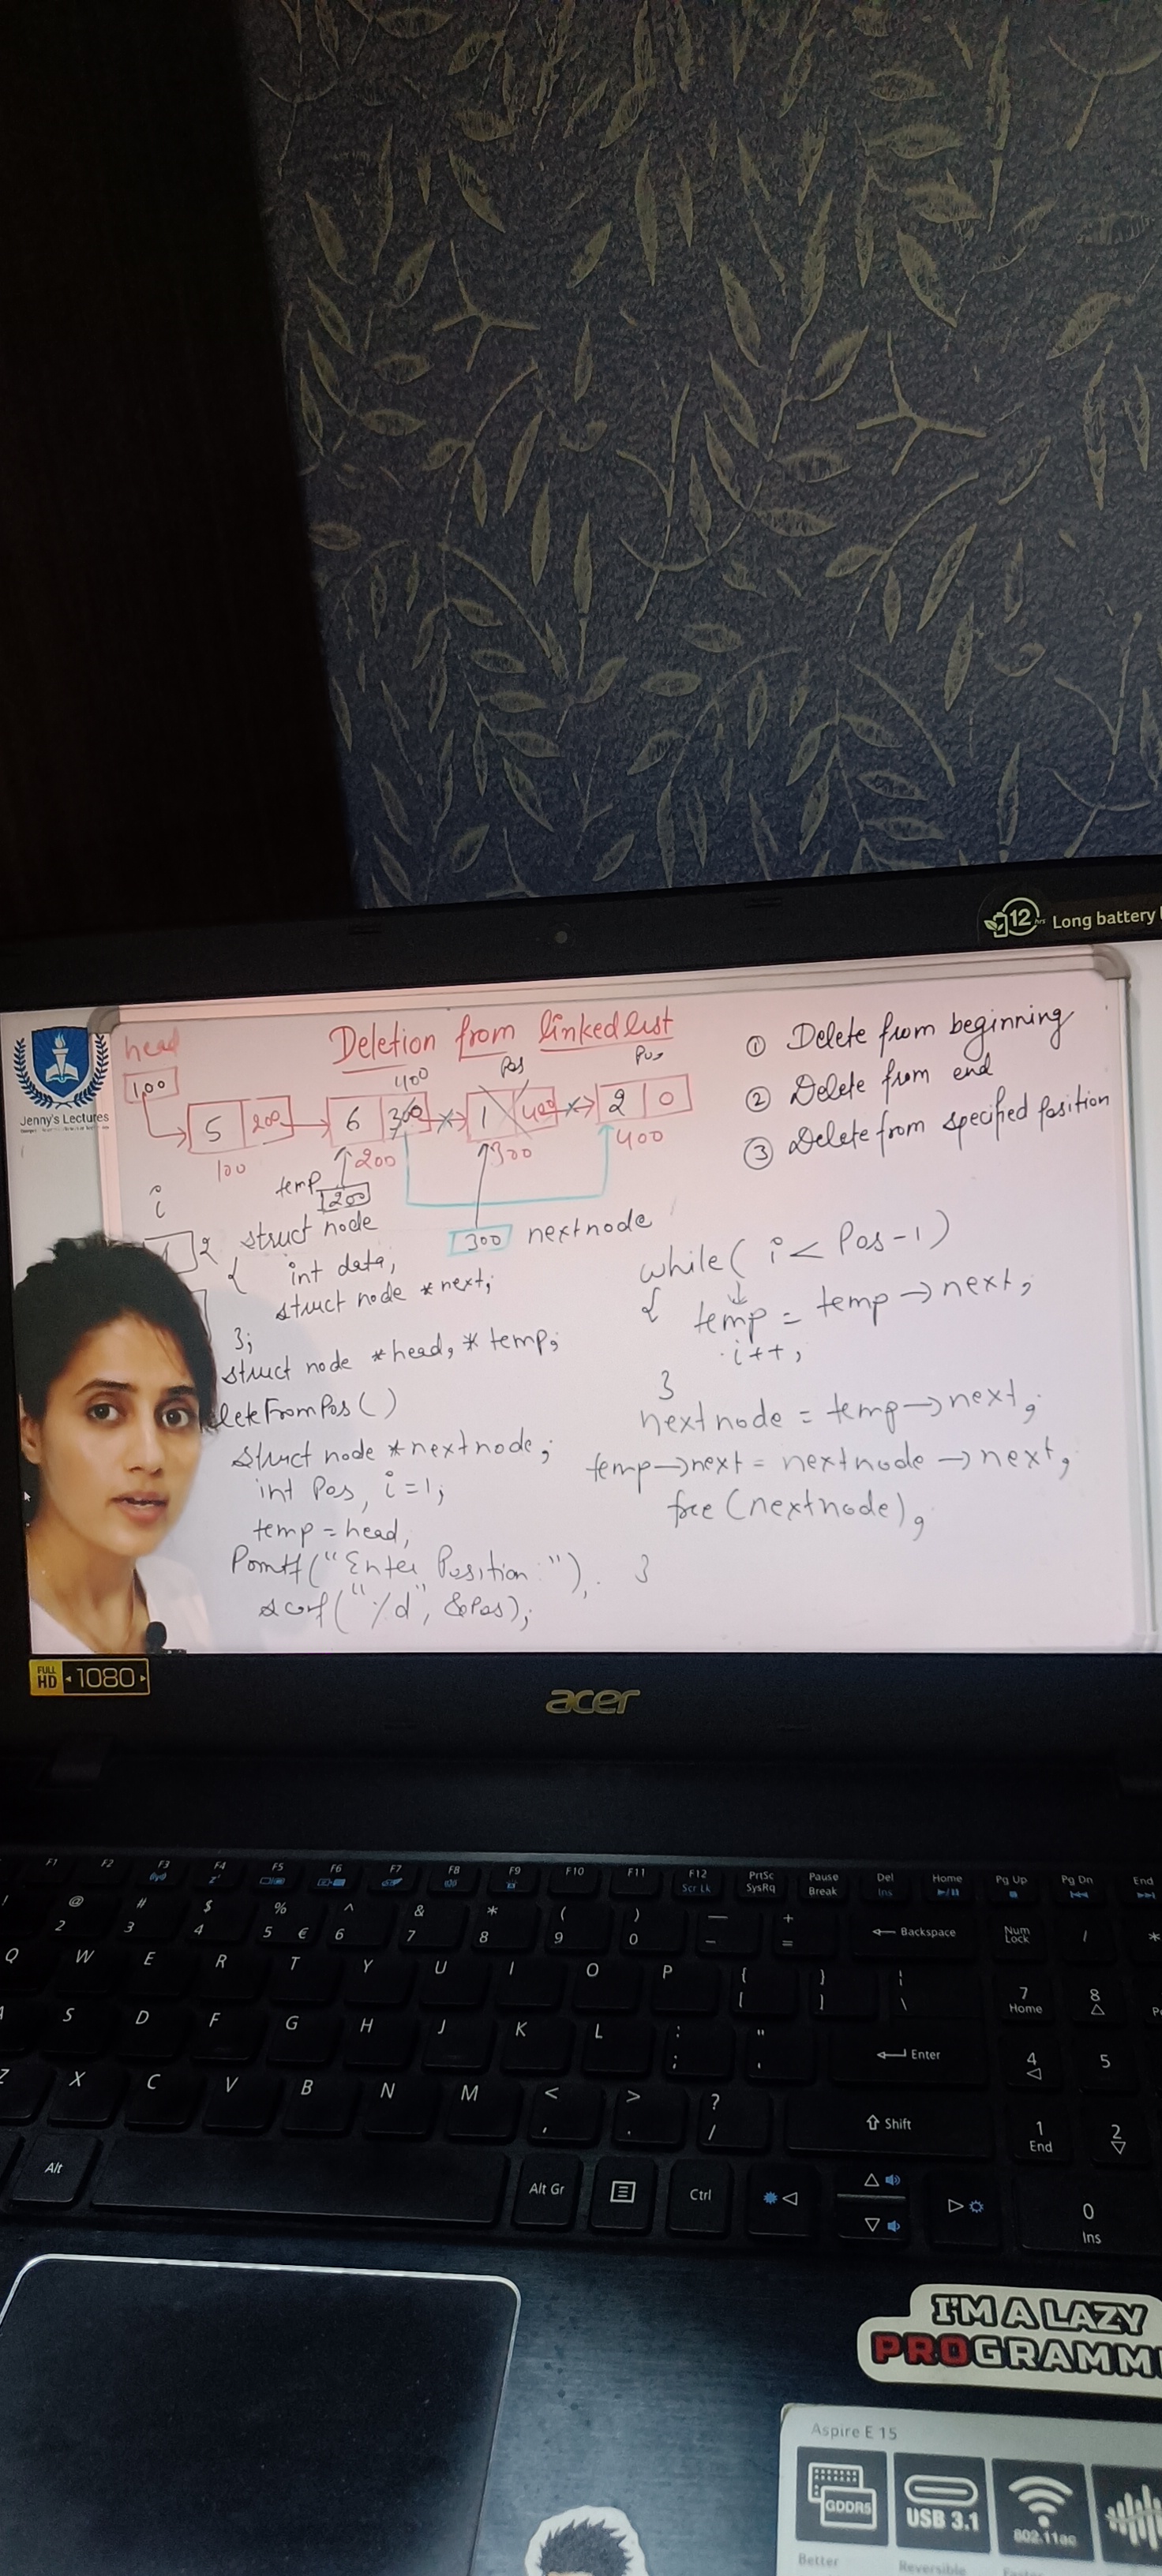 12 hrs Long battery
Jenny's Lectures
head
100
Deletion from linked list
Pos
Pos
400
5 200 6 300 1 400 2 0
100 200 300 400
temp
200
300 nextnode
① Delete from beginning
② Delete from end
③ Delete from specified position
i
1 2
struct node
{ int data;
struct node *next;
};
struct node *head, *temp;
eleteFromPos()
struct node *nextnode;
int Pos, i=1;
temp = head;
Printf("Enter Position:");
scanf("%d", &Pos);
while( i < Pos-1)
{ temp = temp→next;
i++;
}
nextnode = temp→next;
temp→next = nextnode→next;
free(nextnode);
}
FULL HD 1080
acer
F1 F2 F3 F4 F5 F6 F7 F8 F9 F10 F11 F12 PrtSc Pause Del Home Pg Up Pg Dn End
Scr Lk SysRq Break Ins
! @ # $ % ^ & * ( ) — +
2 3 4 5 € 6 7 8 9 0 - = ← Backspace Num Lock / *
Q W E R T Y U I O P { } ¦
[ ] \ 7 Home 8
A S D F G H J K L : "
; ' ← Enter 4 5
Z X C V B N M < > ?
, . / ⇧ Shift 1 End 2
Alt Alt Gr Ctrl 0 Ins
I'M A LAZY
PROGRAMM
Aspire E 15
GDDR5 USB 3.1 802.11ac
Better Reversible